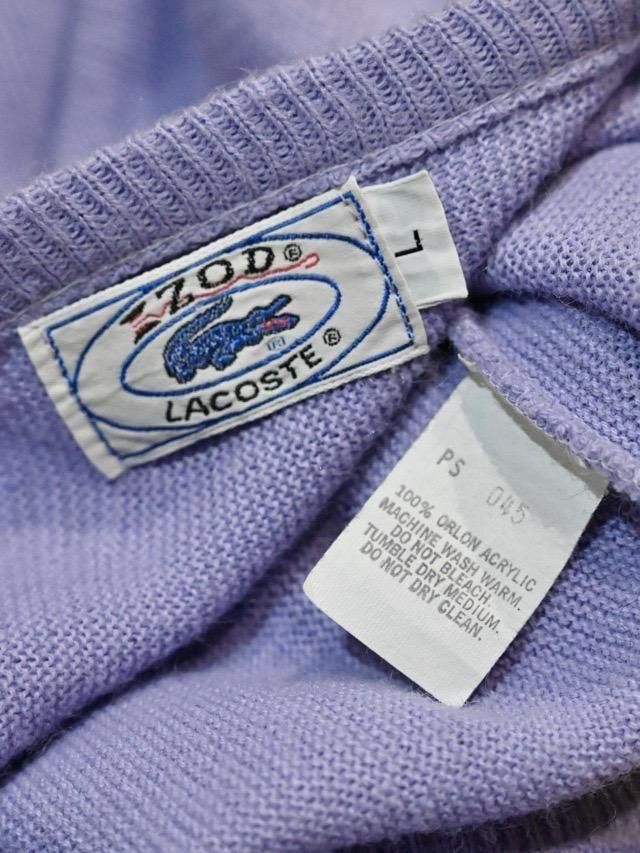 IZOD®
®
LACOSTE®
L
PS 045
100% ORLON ACRYLIC
MACHINE WASH WARM.
DO NOT BLEACH.
TUMBLE DRY MEDIUM.
DO NOT DRY CLEAN.